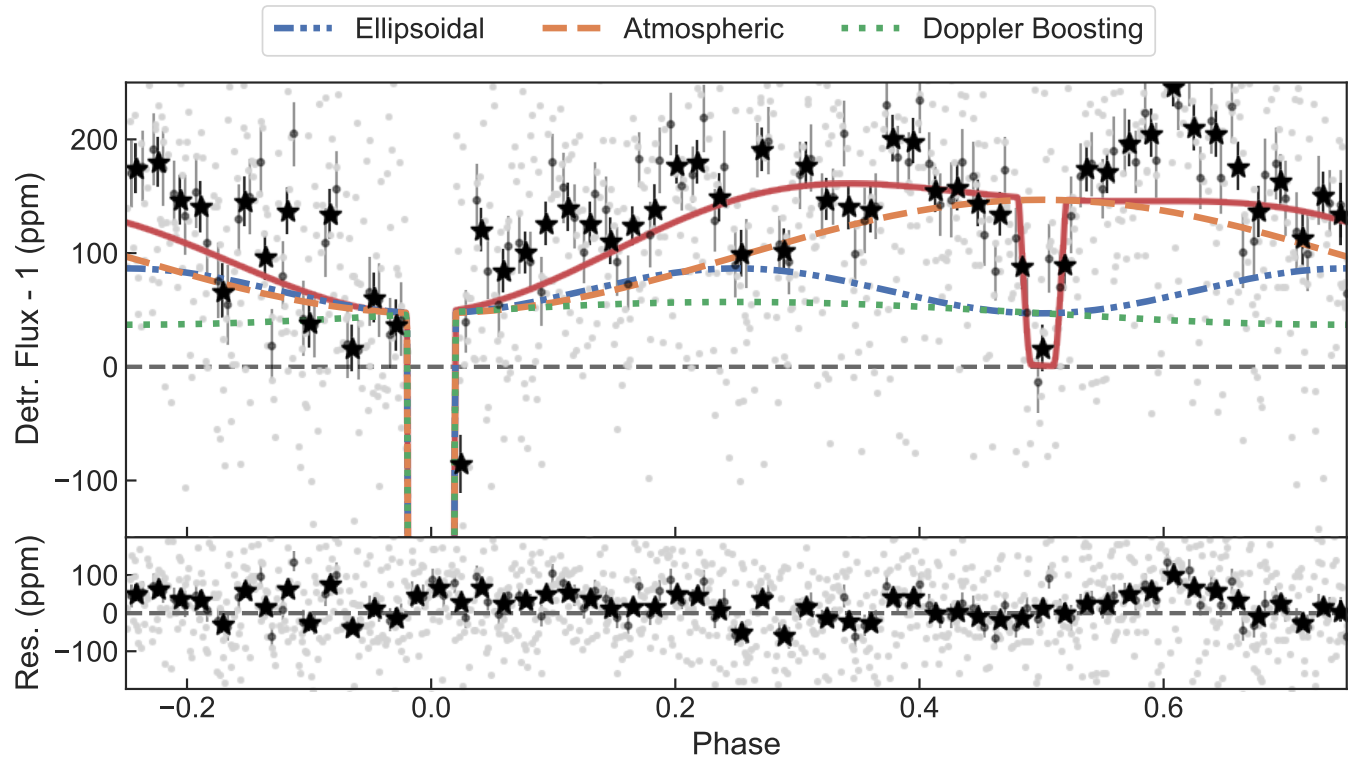 Ellipsoidal Atmospheric Doppler Boosting
Detr. Flux - 1 (ppm)
200
100
0
−100
Res. (ppm)
100
0
−100
−0.2 0.0 0.2 0.4 0.6
Phase